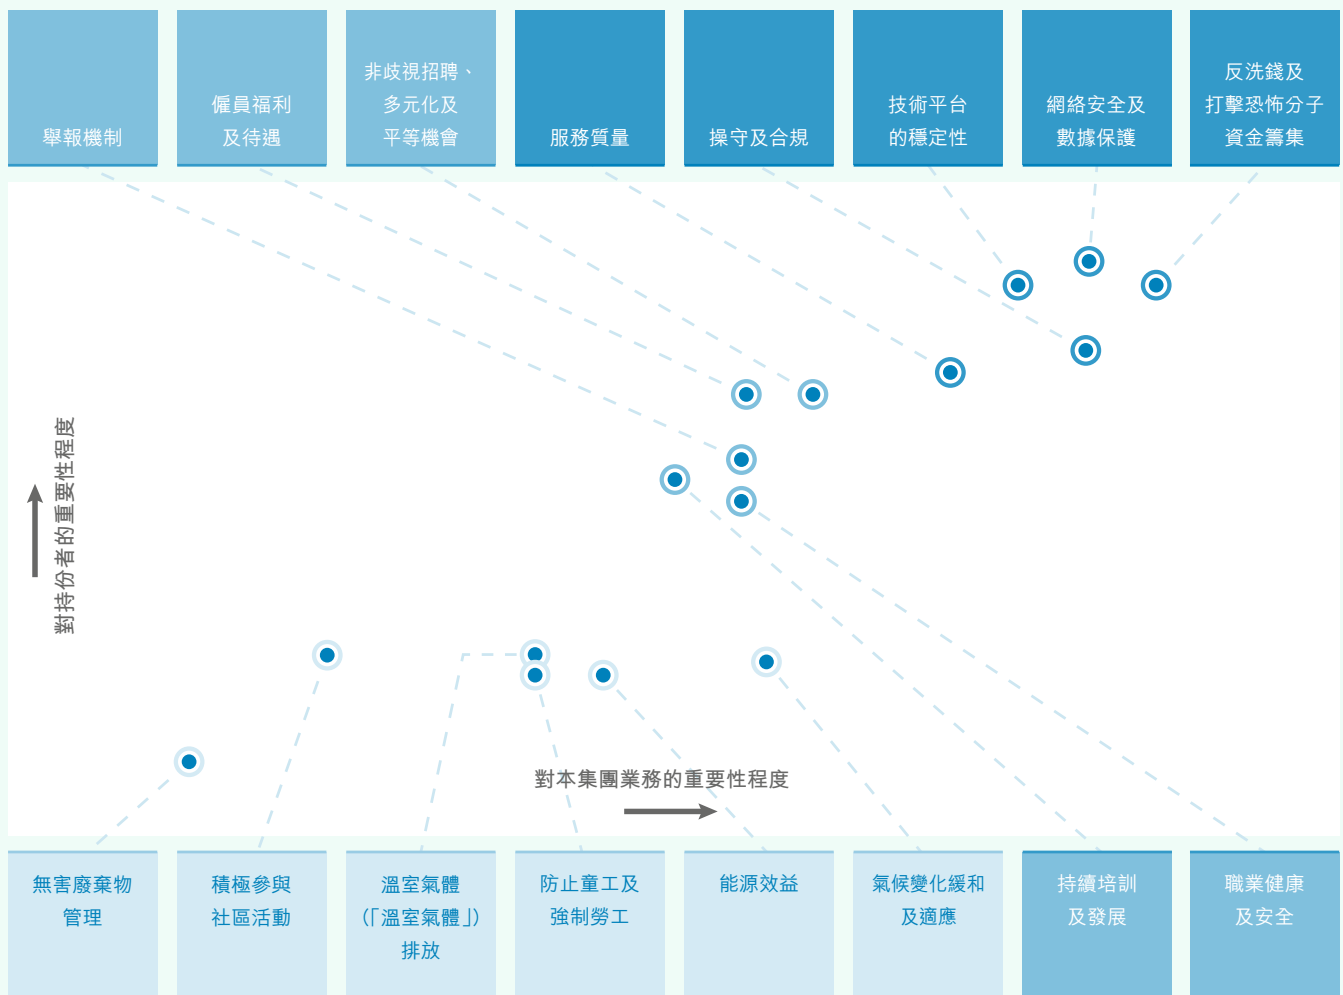 舉報機制
僱員福利
及待遇
非歧視招聘、
多元化及
平等機會
服務質量
操守及合規
技術平台
的穩定性
網絡安全及
數據保護
反洗錢及
打擊恐怖分子
資金籌集
對持份者的重要性程度
對本集團業務的重要性程度
無害廢棄物
管理
積極參與
社區活動
溫室氣體
（「溫室氣體」）
排放
防止童工及
強制勞工
能源效益
氣候變化緩和
及適應
持續培訓
及發展
職業健康
及安全